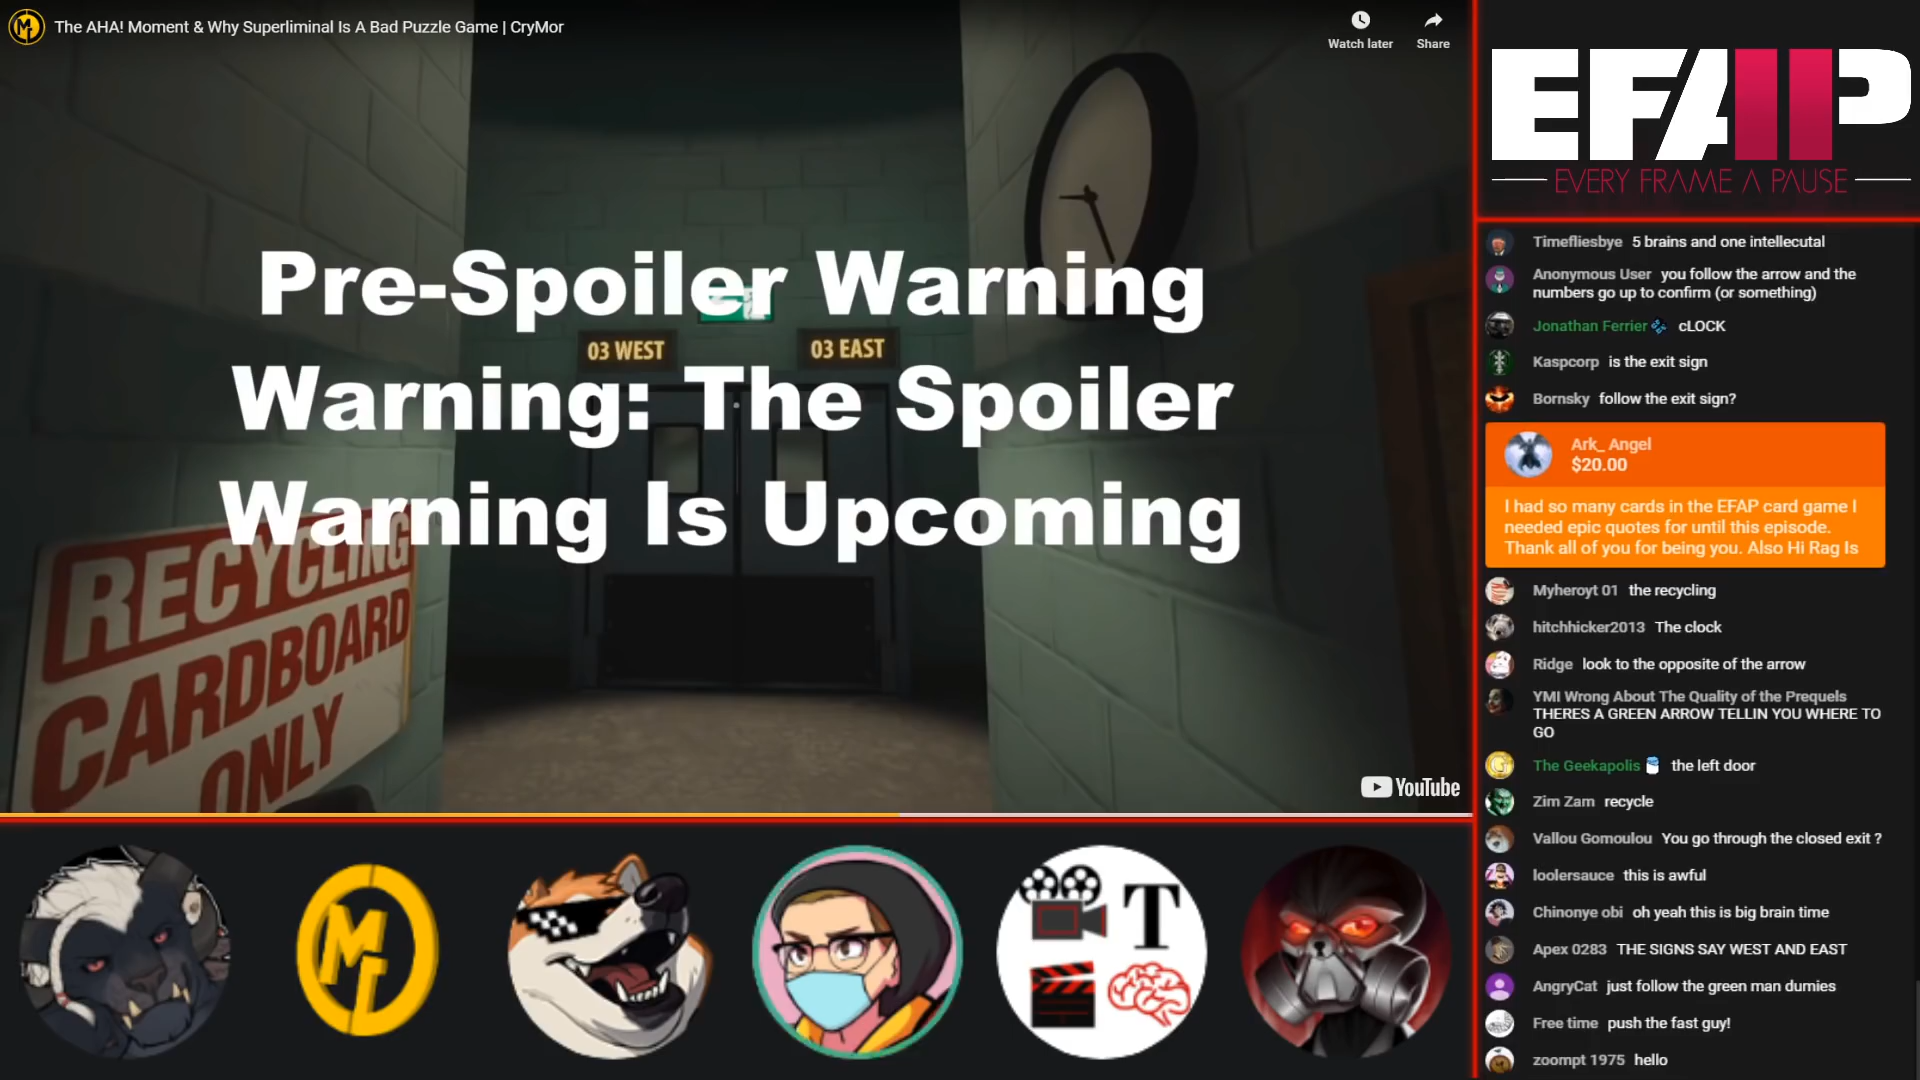 The AHA! Moment & Why Superliminal Is A Bad Puzzle Game | CryMor
Watch later
Share
Pre-Spoiler Warning
Warning: The Spoiler
Warning Is Upcoming
03 WEST
03 EAST
RECYCLING
CARDBOARD
ONLY
YouTube
EFAP
EVERY FRAME A PAUSE
Timefliesbye 5 brains and one intellecutal
Anonymous User you follow the arrow and the
numbers go up to confirm (or something)
Jonathan Ferrier cLOCK
Kaspcorp is the exit sign
Bornsky follow the exit sign?
Ark_ Angel
$20.00
I had so many cards in the EFAP card game I
needed epic quotes for until this episode.
Thank all of you for being you. Also Hi Rag Is
Myheroyt 01 the recycling
hitchhicker2013 The clock
Ridge look to the opposite of the arrow
YMI Wrong About The Quality of the Prequels
THERES A GREEN ARROW TELLIN YOU WHERE TO
GO
The Geekapolis the left door
Zim Zam recycle
Vallou Gomoulou You go through the closed exit ?
loolersauce this is awful
Chinonye obi oh yeah this is big brain time
Apex 0283 THE SIGNS SAY WEST AND EAST
AngryCat just follow the green man dumies
Free time push the fast guy!
zoompt 1975 hello
T